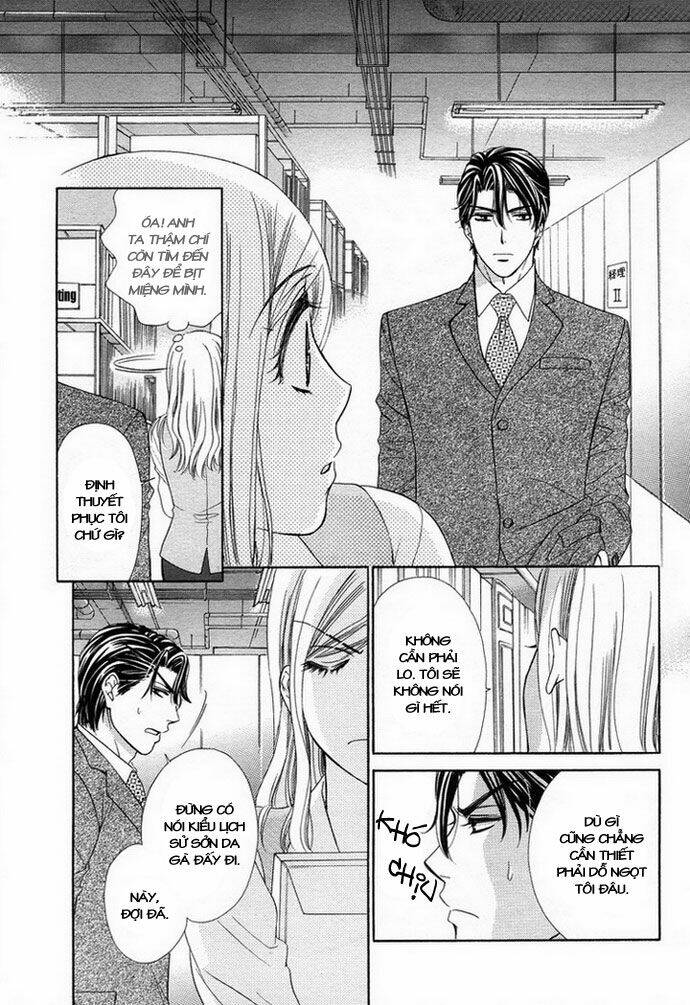 経理
II
ÓA! ANH
TA THẬM CHÍ
CÒN TÌM ĐẾN
ĐÂY ĐỂ BỊT
MIỆNG MÌNH.
ting
ĐỊNH
THUYẾT
PHỤC TÔI
CHỨ GÌ?
KHÔNG
CẦN PHẢI
LO. TÔI SẼ
KHÔNG NÓI
GÌ HẾT.
ĐỪNG CÓ
NÓI KIỂU LỊCH
SỬ SỞN DA
GÀ ĐẤY ĐI.
NÀY,
ĐỢI ĐÃ.
DÙ GÌ
CŨNG CHẲNG
CẦN THIẾT
PHẢI DỖ NGỌT
TÔI ĐÂU.
KHÓ
CHỊU